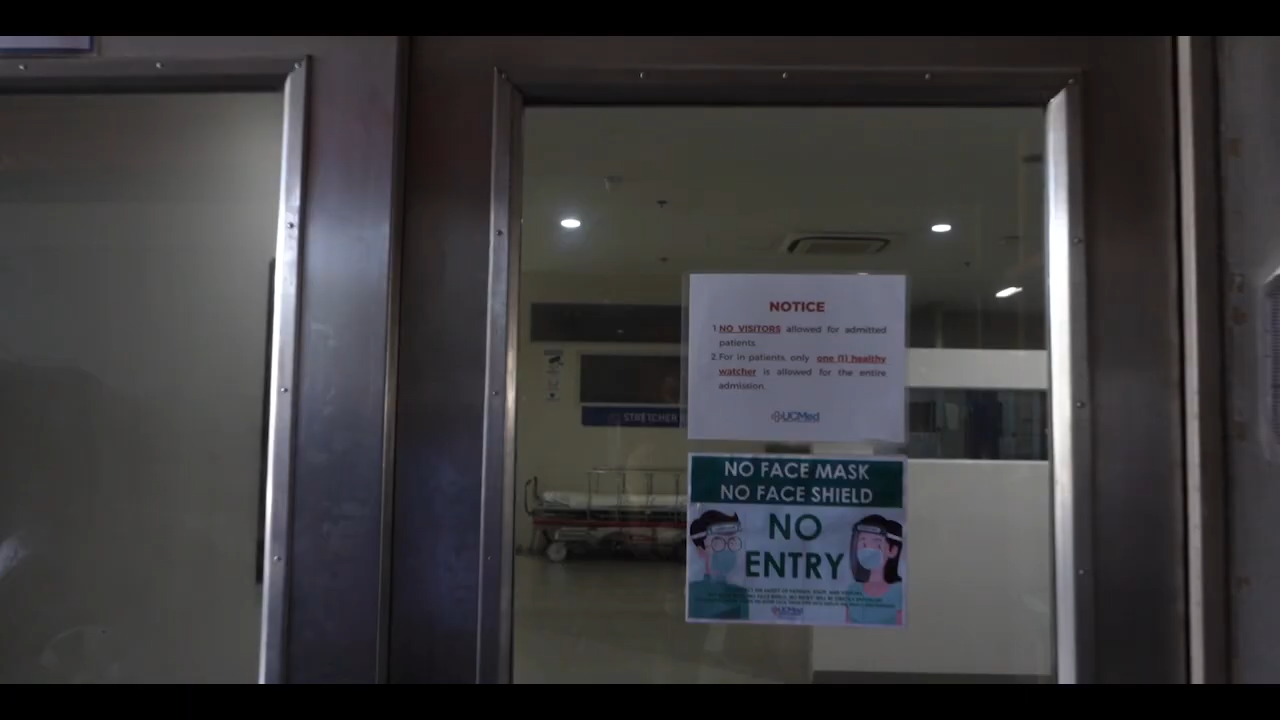 NOTICE
1. NO VISITORS allowed for admitted
patients
2. For in patients, only one (1) healthy
watcher is allowed for the entire
admission.
UCMed
STRETCHER
NO FACE MASK
NO FACE SHIELD
NO
ENTRY
UCMed